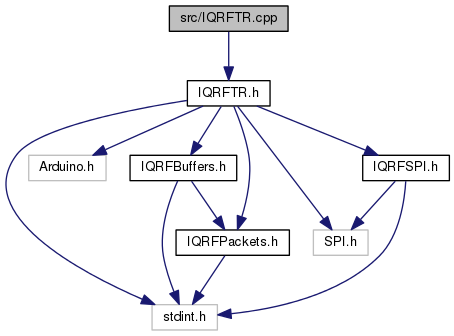 src/IQRFTR.cpp
IQRFTR.h
Arduino.h
IQRFBuffers.h
IQRFSPI.h
IQRFPackets.h
SPI.h
stdint.h